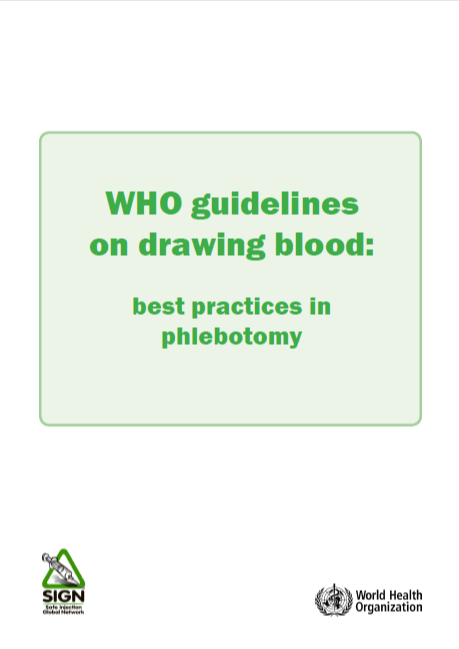 WHO guidelines
on drawing blood:
best practices in
phlebotomy
SIGN
Safe Injection
Global Network
World Health
Organization